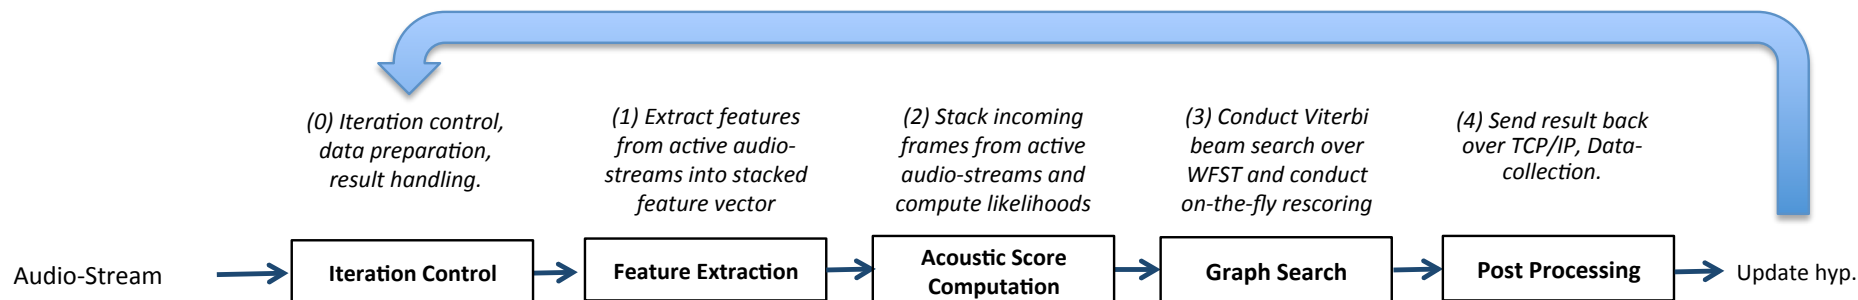 (0) Iteration control,
data preparation,
result handling.
(1) Extract features
from active audio-
streams into stacked
feature vector
(2) Stack incoming
frames from active
audio-streams and
compute likelihoods
(3) Conduct Viterbi
beam search over
WFST and conduct
on-the-fly rescoring
(4) Send result back
over TCP/IP, Data-
collection.
Audio-Stream
Iteration Control
Feature Extraction
Acoustic Score
Computation
Graph Search
Post Processing
Update hyp.